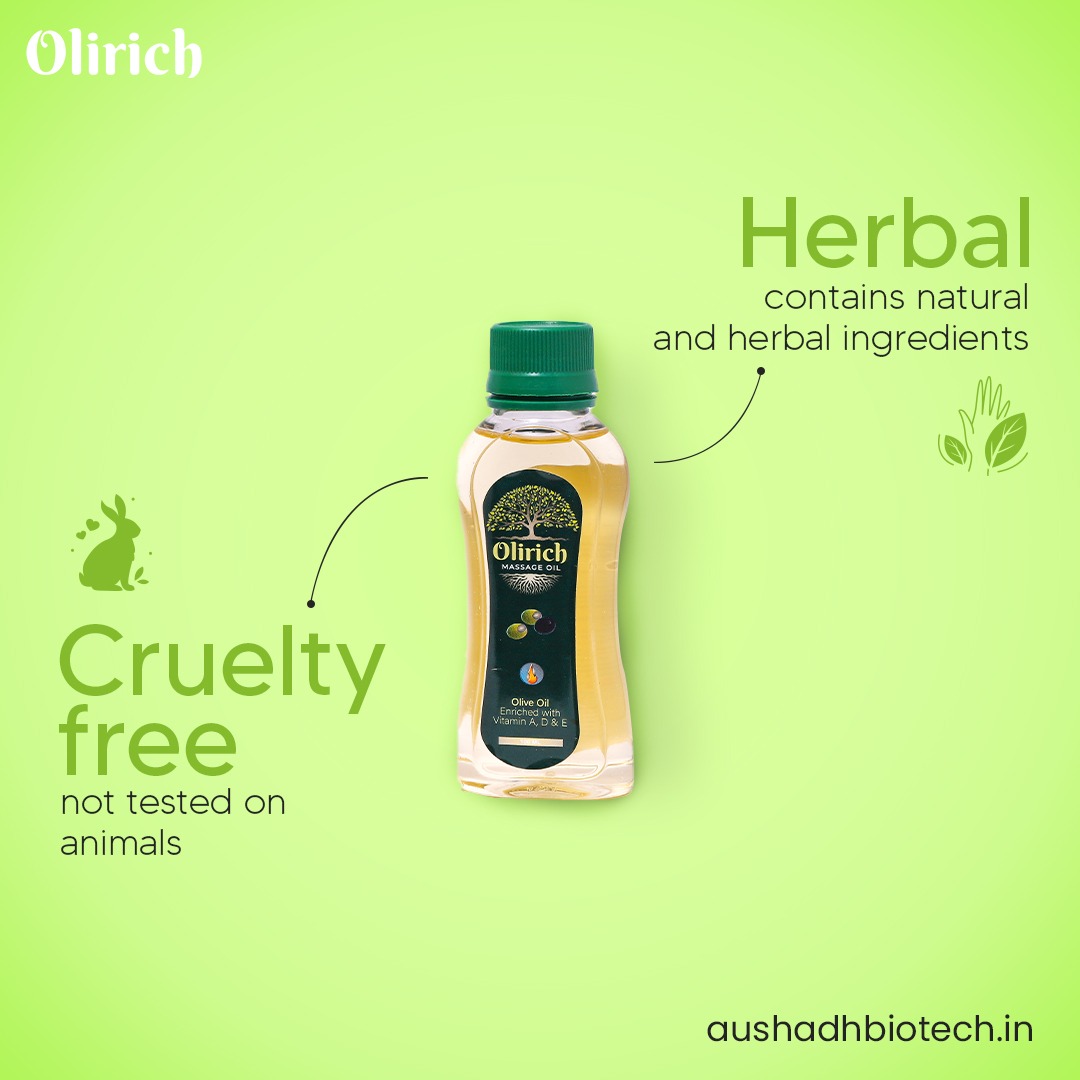 Olirich
Herbal
contains natural
and herbal ingredients
Olirich
MASSAGE OIL
Olive Oil
Enriched with
Vitamin A, D & E
Cruelty
free
not tested on
animals
aushadhbiotech.in